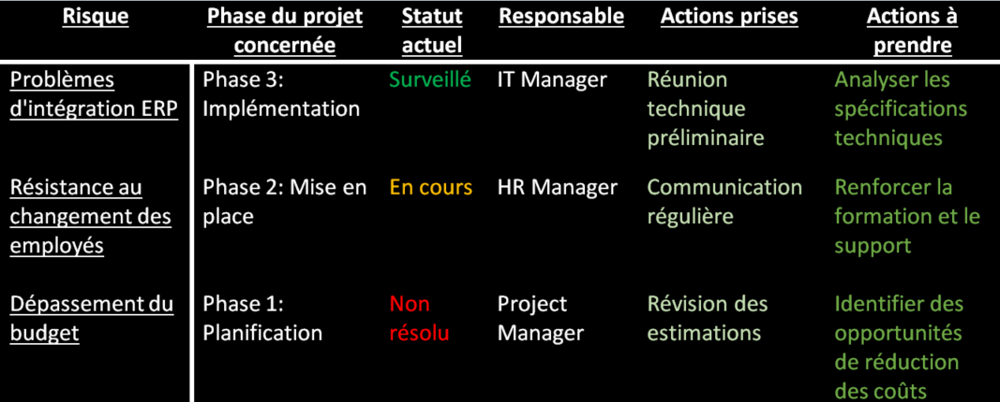 Risque
Phase du projet concernée
Statut actuel
Responsable
Actions prises
Actions à prendre
Problèmes d'intégration ERP
Phase 3: Implémentation
Surveillé
IT Manager
Réunion technique préliminaire
Analyser les spécifications techniques
Résistance au changement des employés
Phase 2: Mise en place
En cours
HR Manager
Communication régulière
Renforcer la formation et le support
Dépassement du budget
Phase 1: Planification
Non résolu
Project Manager
Révision des estimations
Identifier des opportunités de réduction des coûts